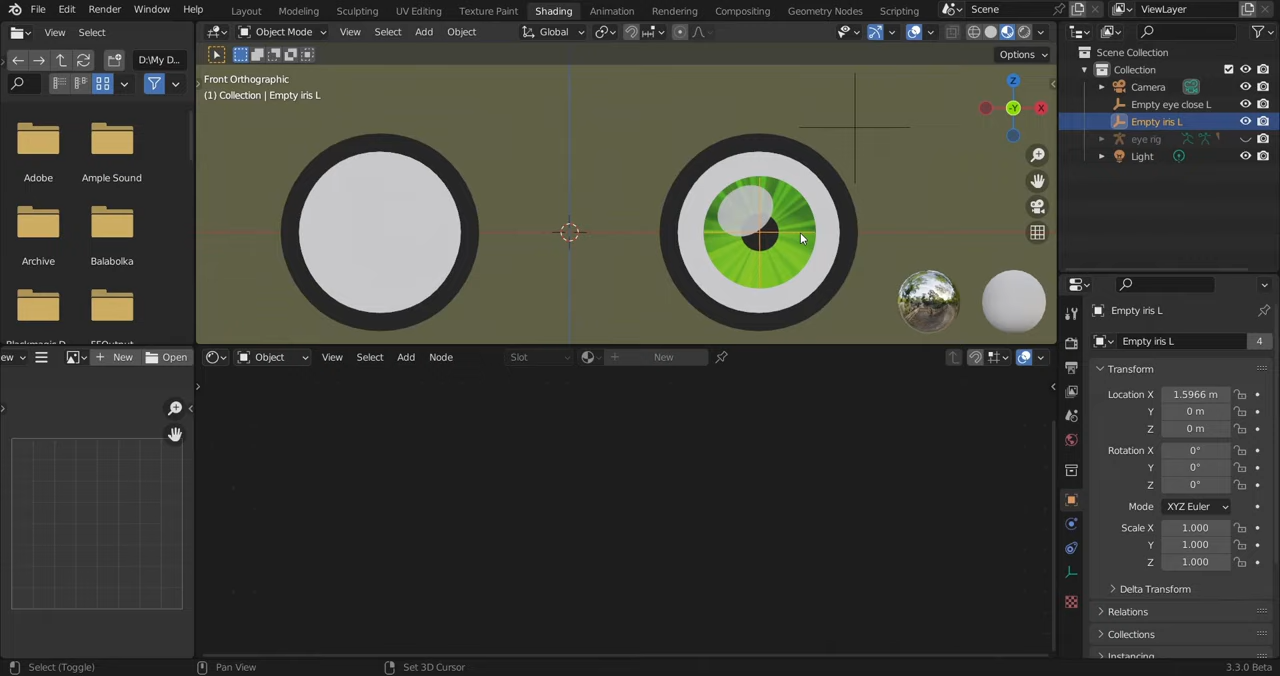 File Edit Render Window Help Layout Modeling Sculpting UV Editing Texture Paint Shading Animation Rendering Compositing Geometry Nodes Scripting Scene ViewLayer
View Select Object Mode View Select Add Object Global
D:\My D... Options
Front Orthographic
(1) Collection | Empty iris L
Z
-Y
X
Adobe Ample Sound
Archive Balabolka
Blackmagic D FFOutput
Scene Collection
Collection
Camera
Empty eye close L
Empty iris L
eye rig
Light
ew New Open Object View Select Add Node Slot New
Empty iris L
Empty iris L 4
Transform
Location X 1.5966 m
Y 0 m
Z 0 m
Rotation X 0°
Y 0°
Z 0°
Mode XYZ Euler
Scale X 1.000
Y 1.000
Z 1.000
Delta Transform
Relations
Collections
Instancing
Select (Toggle) Pan View Set 3D Cursor 3.3.0 Beta